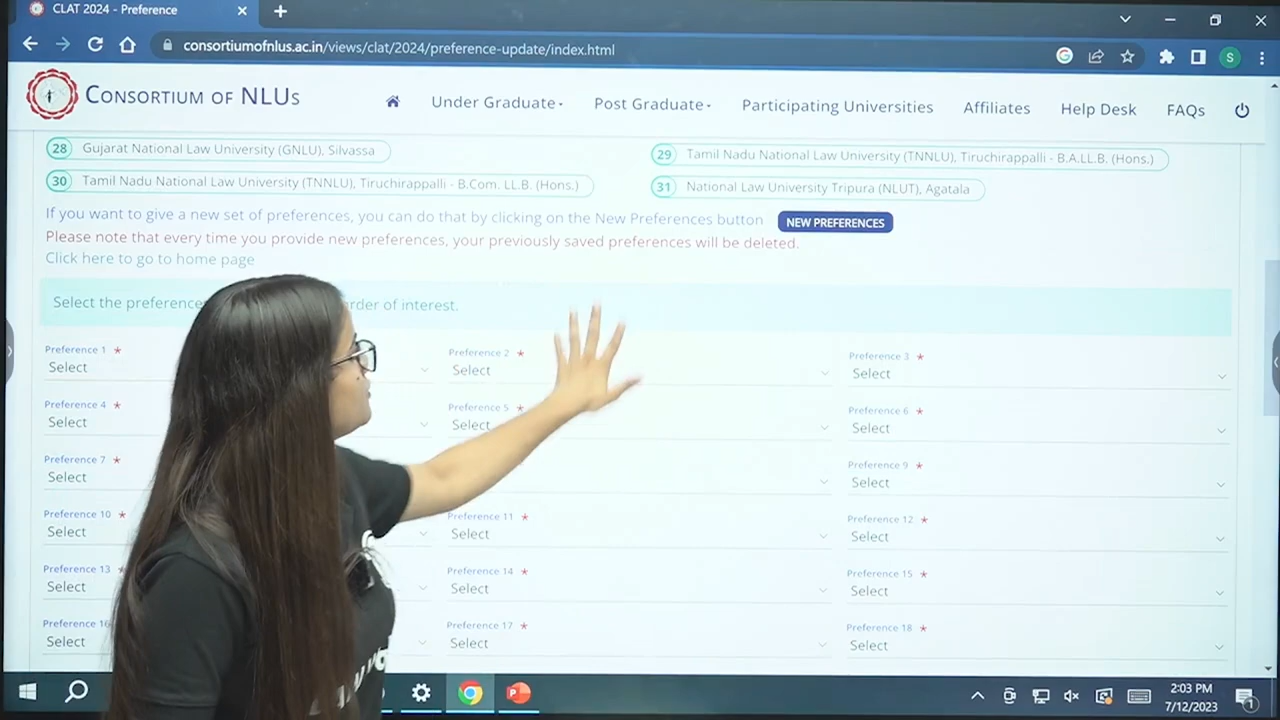 CLAT 2024 - Preference
consortiumofnlus.ac.in/views/clat/2024/preference-update/index.html
S
CONSORTIUM OF NLUS
Under Graduate
Post Graduate
Participating Universities
Affiliates
Help Desk
FAQs
28 Gujarat National Law University (GNLU), Silvassa
29 Tamil Nadu National Law University (TNNLU), Tiruchirappalli - B.A.LL.B. (Hons.)
30 Tamil Nadu National Law University (TNNLU), Tiruchirappalli - B.Com. LL.B. (Hons.)
31 National Law University Tripura (NLUT), Agatala
If you want to give a new set of preferences, you can do that by clicking on the New Preferences button NEW PREFERENCES
Please note that every time you provide new preferences, your previously saved preferences will be deleted.
Click here to go to home page
Select the preference rder of interest.
Preference 1 * Preference 2 * Preference 3 *
Select Select Select
Preference 4 * Preference 5 * Preference 6 *
Select Select Select
Preference 7 * Preference 9 *
Select Select
Preference 10 * Preference 11 * Preference 12 *
Select Select Select
Preference 13 * Preference 14 * Preference 15 *
Select Select Select
Preference 16 Preference 17 * Preference 18 *
Select Select Select
2:03 PM
7/12/2023
1